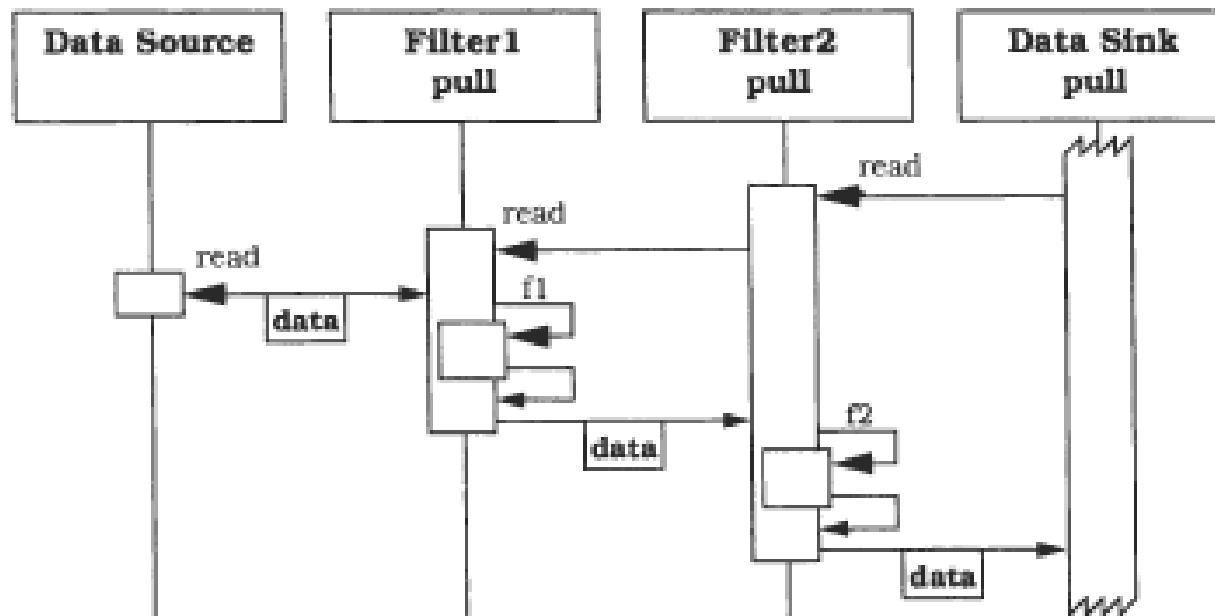 Data Source
Filter1
pull
Filter2
pull
Data Sink
pull
read
read
read
f1
data
f2
data
data